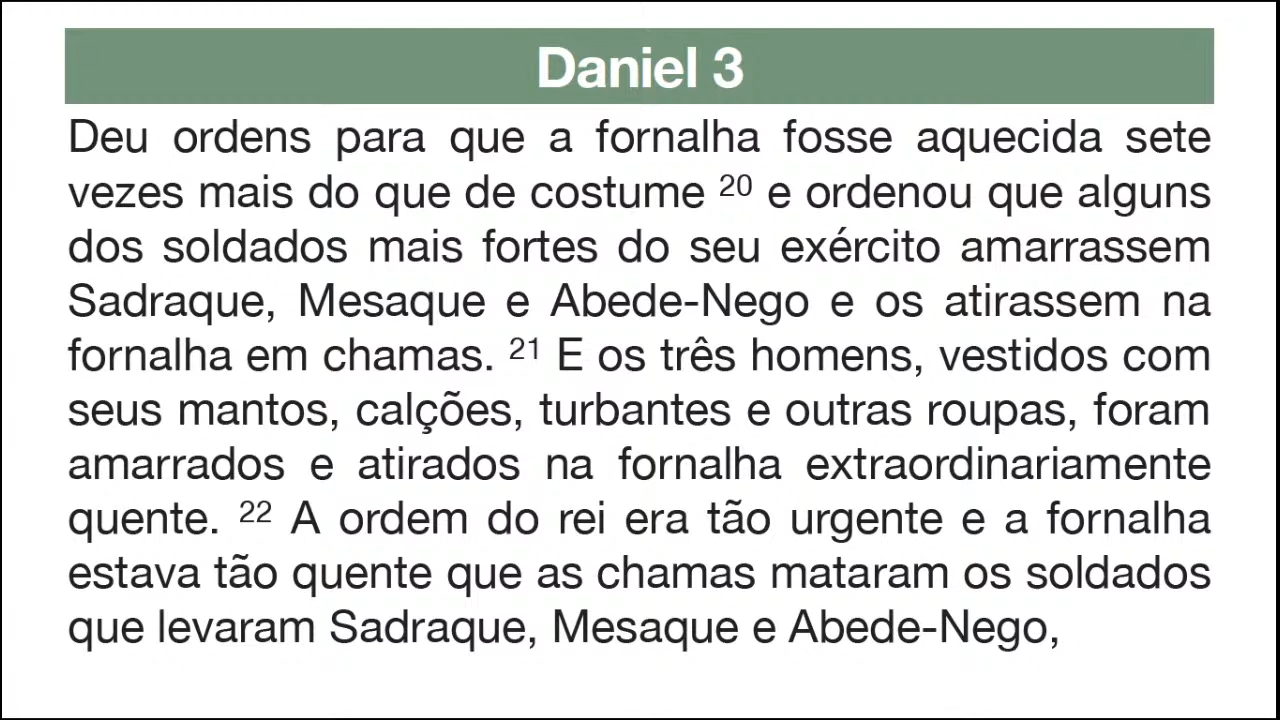 Daniel 3
Deu ordens para que a fornalha fosse aquecida sete
vezes mais do que de costume 20 e ordenou que alguns
dos soldados mais fortes do seu exército amarrassem
Sadraque, Mesaque e Abede-Nego e os atirassem na
fornalha em chamas. 21 E os três homens, vestidos com
seus mantos, calções, turbantes e outras roupas, foram
amarrados e atirados na fornalha extraordinariamente
quente. 22 A ordem do rei era tão urgente e a fornalha
estava tão quente que as chamas mataram os soldados
que levaram Sadraque, Mesaque e Abede-Nego,